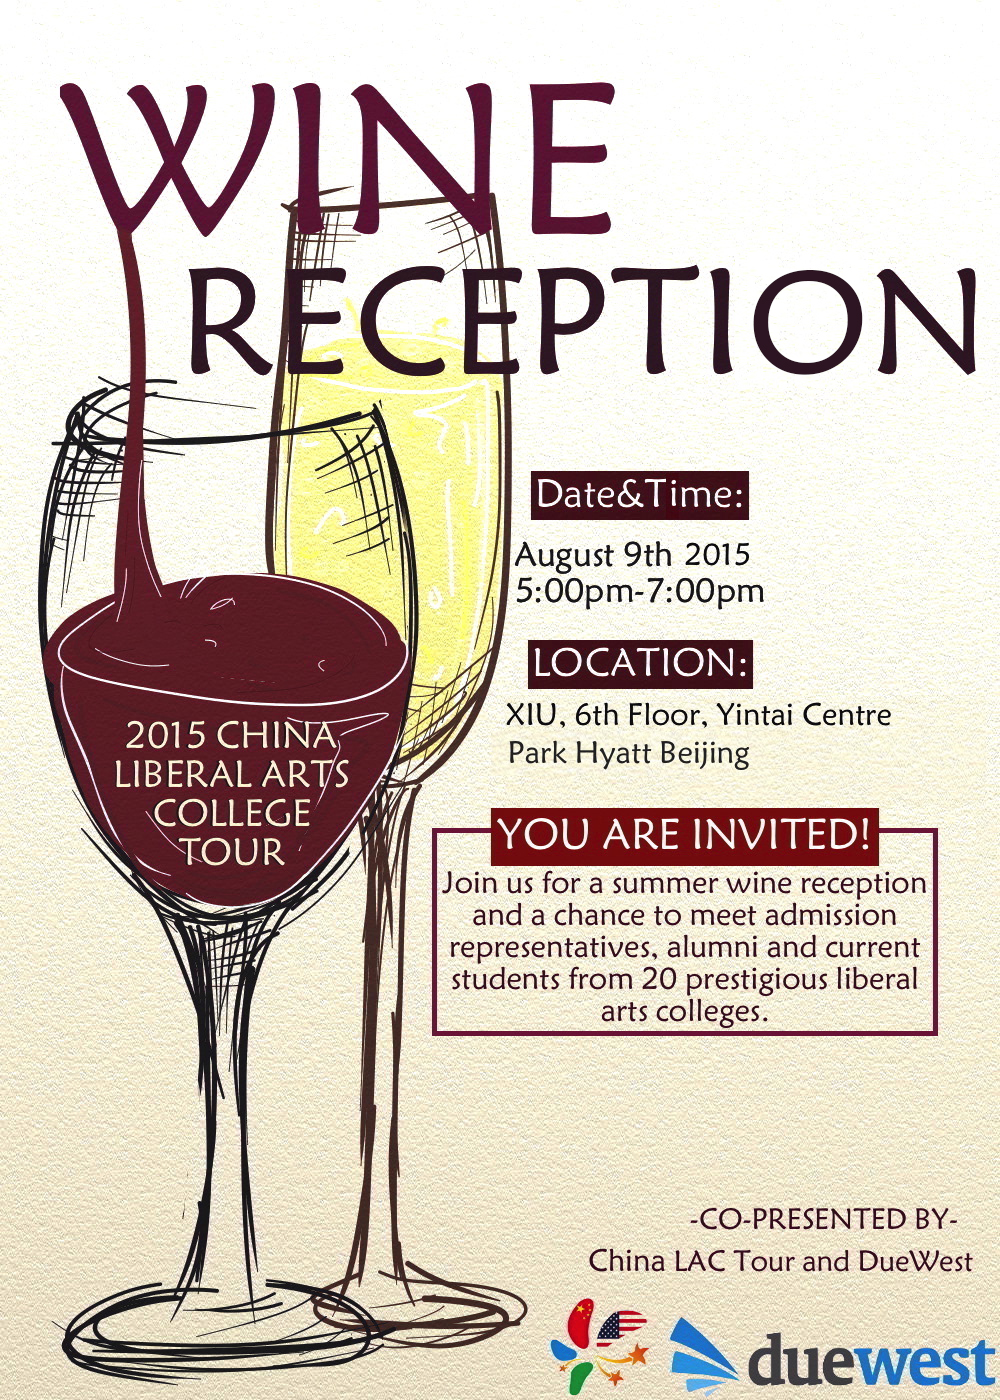 WINE
RECEPTION
Date&Time:
August 9th 2015
5:00pm-7:00pm
LOCATION:
XIU, 6th Floor, Yintai Centre
Park Hyatt Beijing
2015 CHINA
LIBERAL ARTS
COLLEGE
TOUR
YOU ARE INVITED!
Join us for a summer wine reception
and a chance to meet admission
representatives, alumni and current
students from 20 prestigious liberal
arts colleges.
-CO-PRESENTED BY-
China LAC Tour and DueWest
duewest